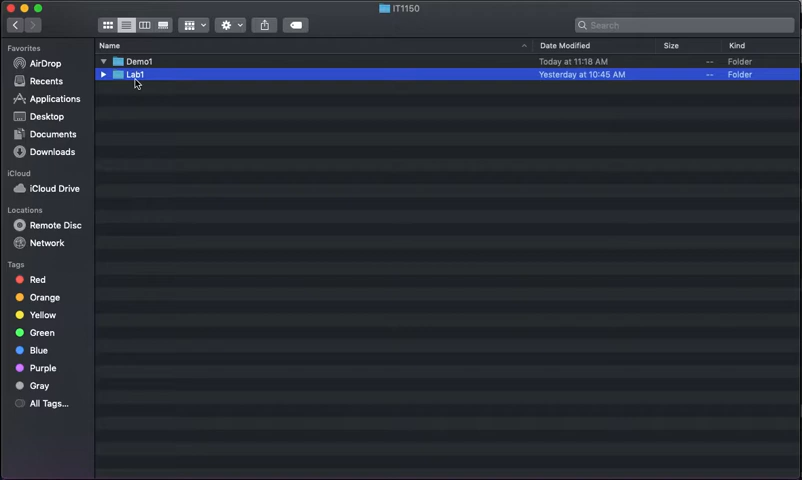 IT1150
Search
Favorites
AirDrop
Recents
Applications
Desktop
Documents
Downloads
iCloud
iCloud Drive
Locations
Remote Disc
Network
Tags
Red
Orange
Yellow
Green
Blue
Purple
Gray
All Tags...
Name Date Modified Size Kind
Demo1 Today at 11:18 AM -- Folder
Lab1 Yesterday at 10:45 AM -- Folder